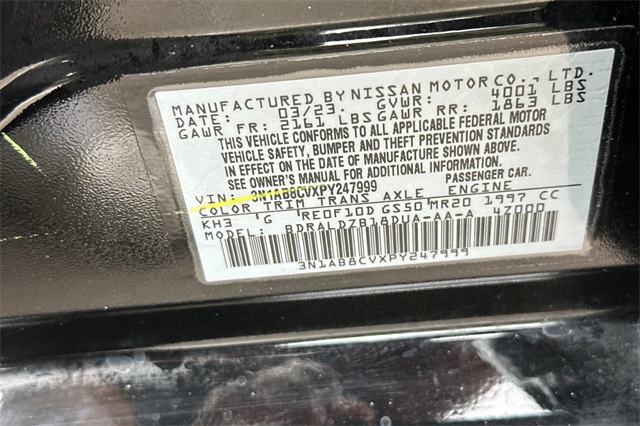 MANUFACTURED BY NISSAN MOTOR CO., LTD.
DATE: 03/23 GVWR: 4001 LBS
GAWR FR: 2161 LBS GAWR RR: 1863 LBS
THIS VEHICLE CONFORMS TO ALL APPLICABLE FEDERAL MOTOR
VEHICLE SAFETY, BUMPER AND THEFT PREVENTION STANDARDS
IN EFFECT ON THE DATE OF MANUFACTURE SHOWN ABOVE.
SEE OWNER'S MANUAL FOR ADDITIONAL INFORMATION.
VIN: 3N1AB8CVXPY247999 PASSENGER CAR.
COLOR TRIM TRANS AXLE ENGINE
KH3 'G RE0F10D GS50 MR20 1997 CC
MODEL: BDRALDZB18DUA-AA-A 4Z000
3N1AB8CVXPY247999